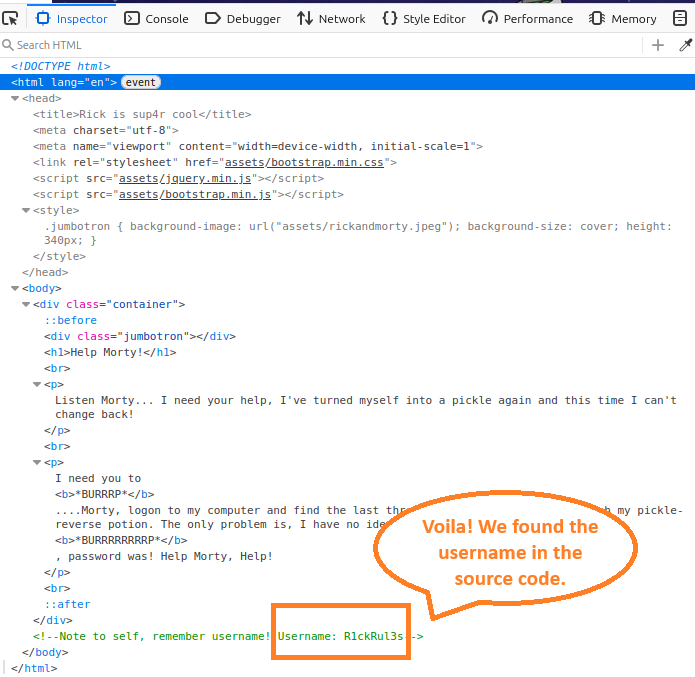 Inspector Console Debugger Network Style Editor Performance Memory
Search HTML
<!DOCTYPE html>
<html lang="en"> event
<head>
<title>Rick is sup4r cool</title>
<meta charset="utf-8">
<meta name="viewport" content="width=device-width, initial-scale=1">
<link rel="stylesheet" href="assets/bootstrap.min.css">
<script src="assets/jquery.min.js"></script>
<script src="assets/bootstrap.min.js"></script>
<style>
.jumbotron { background-image: url("assets/rickandmorty.jpeg"); background-size: cover; height:
340px; }
</style>
</head>
<body>
<div class="container">
::before
<div class="jumbotron"></div>
<h1>Help Morty!</h1>
<br>
<p>
Listen Morty... I need your help, I've turned myself into a pickle again and this time I can't
change back!
</p>
<br>
<p>
I need you to
<b>*BURRRP*</b>
....Morty, logon to my computer and find the last my pickle-
reverse potion. The only problem is, I have no
<b>*BURRRRRRRRP*</b>
, password was! Help Morty, Help!
</p>
<br>
::after
</div>
<!--Note to self, remember username! Username: R1ckRul3s-->
</body>
</html>
Voila! We found the
username in the
source code.